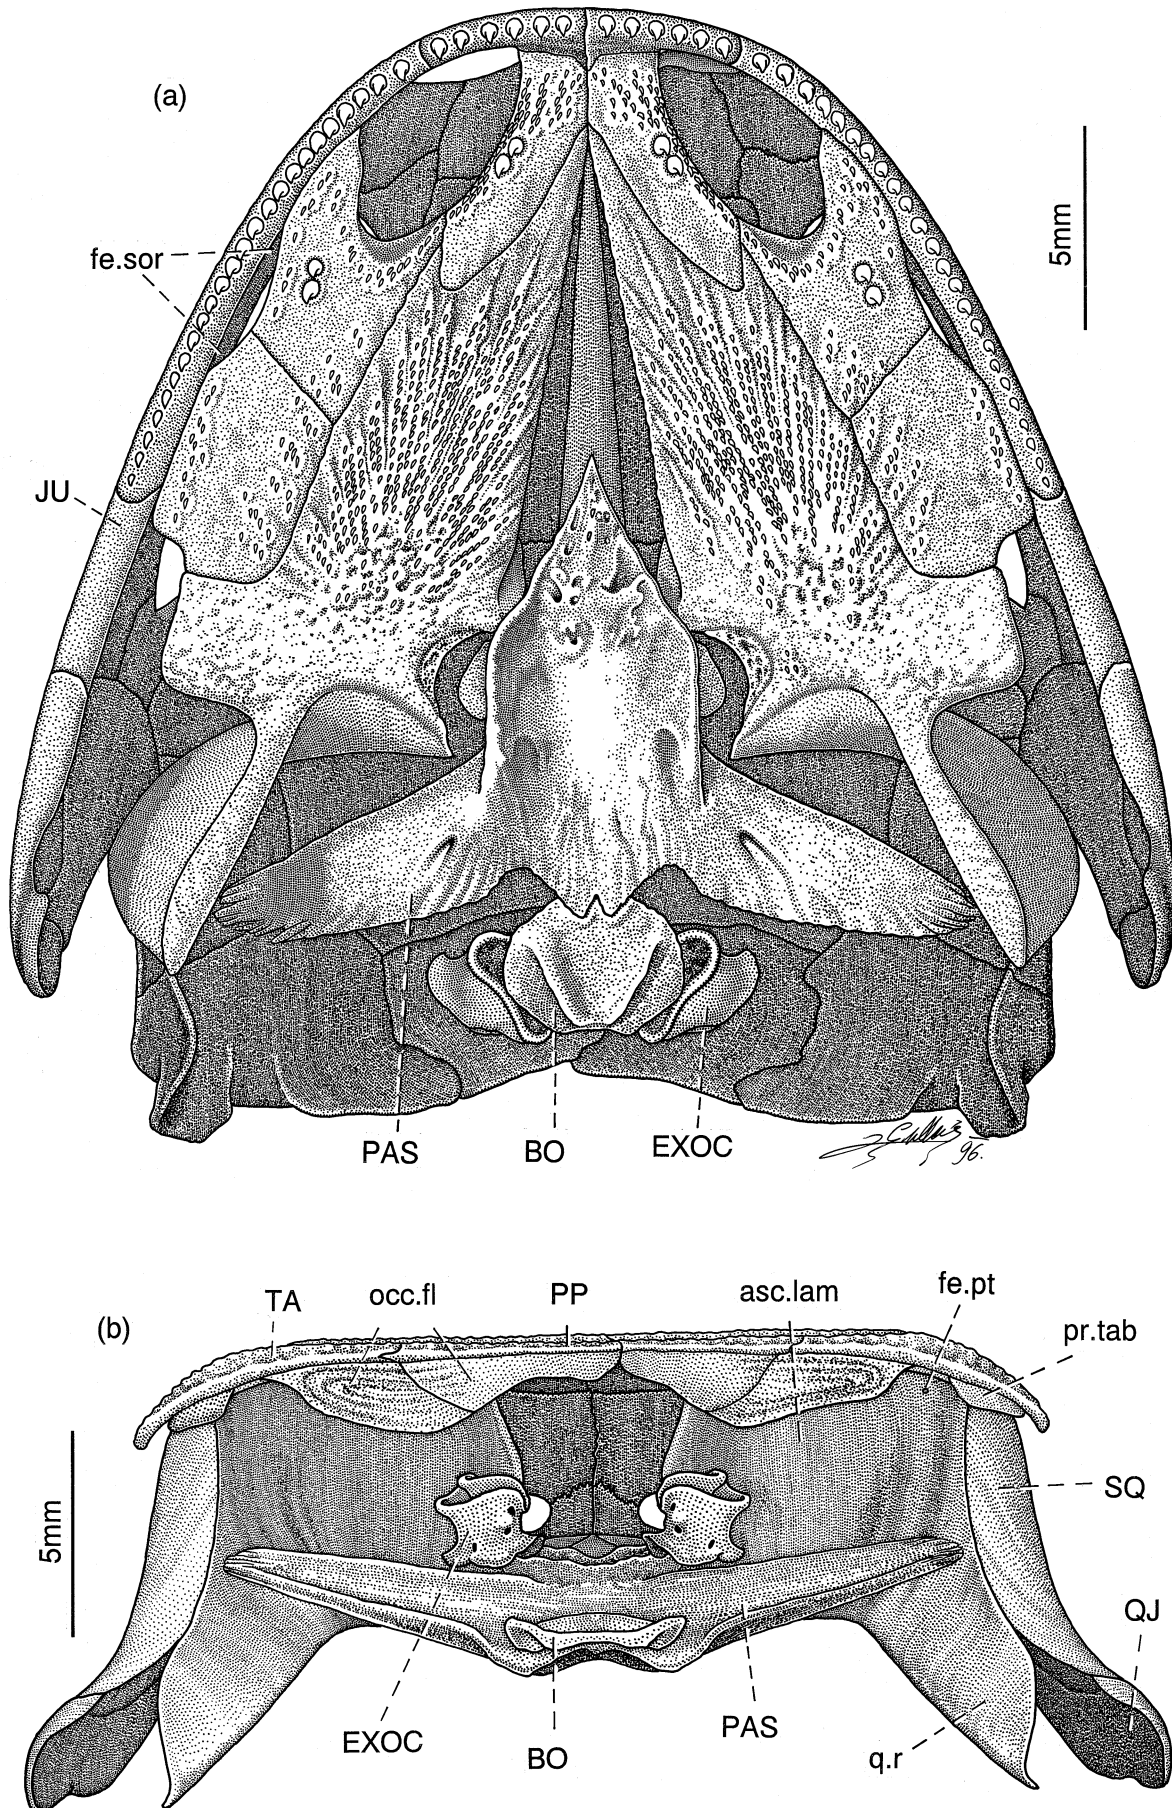 (a)
5mm
fe.sor
JU
PAS
BO
EXOC
96.
(b)
TA
occ.fl
PP
asc.lam
fe.pt
pr.tab
5mm
SQ
QJ
EXOC
BO
PAS
q.r